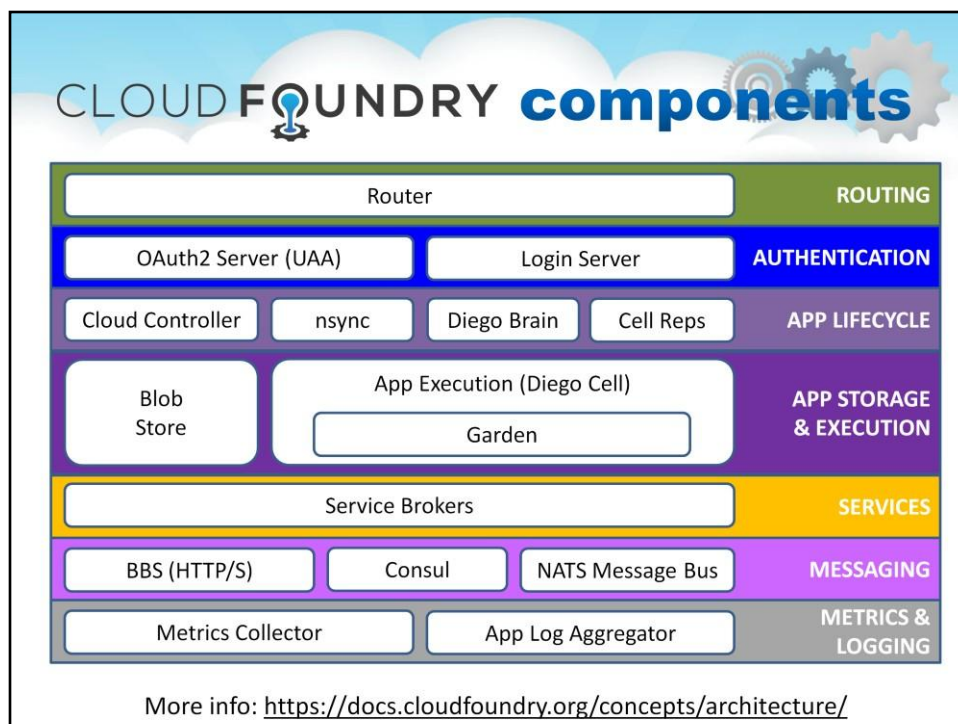 CLOUD FOUNDRY components
Router
ROUTING
OAuth2 Server (UAA)
Login Server
AUTHENTICATION
Cloud Controller
nsync
Diego Brain
Cell Reps
APP LIFECYCLE
Blob
Store
App Execution (Diego Cell)
Garden
APP STORAGE
& EXECUTION
Service Brokers
SERVICES
BBS (HTTP/S)
Consul
NATS Message Bus
MESSAGING
Metrics Collector
App Log Aggregator
METRICS &
LOGGING
More info: https://docs.cloudfoundry.org/concepts/architecture/